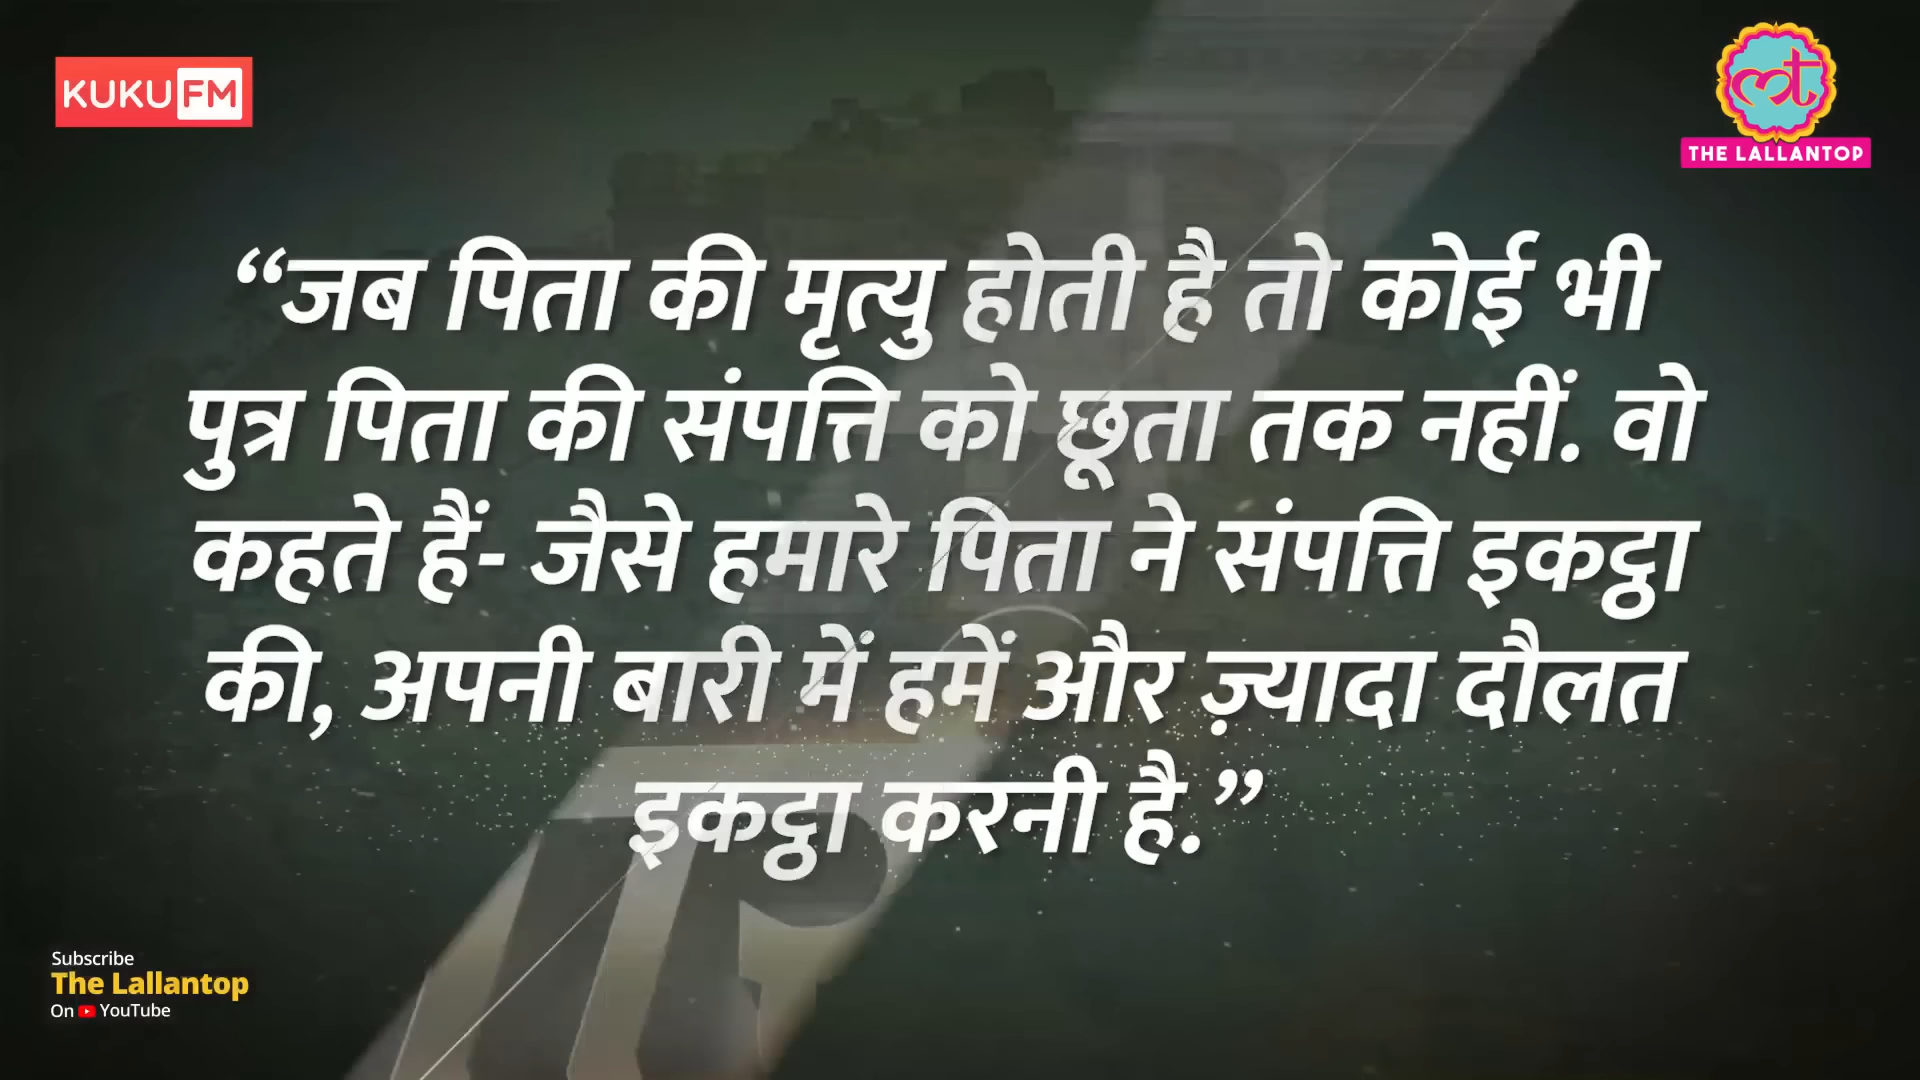 KUKU FM
THE LALLANTOP
“जब पिता की मृत्यु होती है तो कोई भी
पुत्र पिता की संपत्ति को छूता तक नहीं. वो
कहते हैं- जैसे हमारे पिता ने संपत्ति इकट्ठा
की, अपनी बारी में हमें और ज़्यादा दौलत
इकट्ठा करनी है.”
Subscribe
The Lallantop
On YouTube